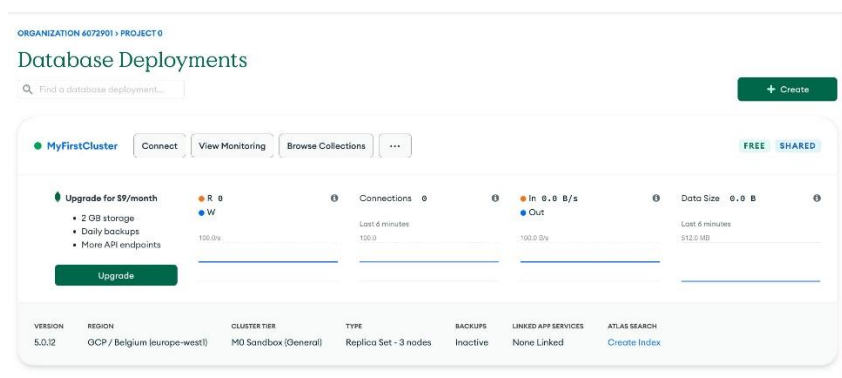 ORGANIZATION 6072901 > PROJECT 0
Database Deployments
Find a database deployment...
+ Create
MyFirstCluster
Connect
View Monitoring
Browse Collections
...
FREE
SHARED
Upgrade for $9/month
• 2 GB storage
• Daily backups
• More API endpoints
Upgrade
R 0
W
100.0/s
Connections 0
Last 6 minutes
100.0
In 0.0 B/s
Out
100.0 B/s
Data Size 0.0 B
Last 6 minutes
512.0 MB
VERSION
5.0.12
REGION
GCP / Belgium (europe-west1)
CLUSTER TIER
M0 Sandbox (General)
TYPE
Replica Set - 3 nodes
BACKUPS
Inactive
LINKED APP SERVICES
None Linked
ATLAS SEARCH
Create Index